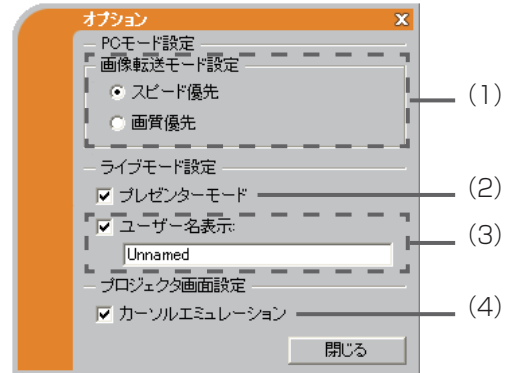 オプション
PCモード設定
画像転送モード設定
スピード優先
画質優先
(1)
ライブモード設定
プレゼンターモード
(2)
ユーザー名表示:
Unnamed
(3)
プロジェクタ画面設定
カーソルエミュレーション
(4)
閉じる